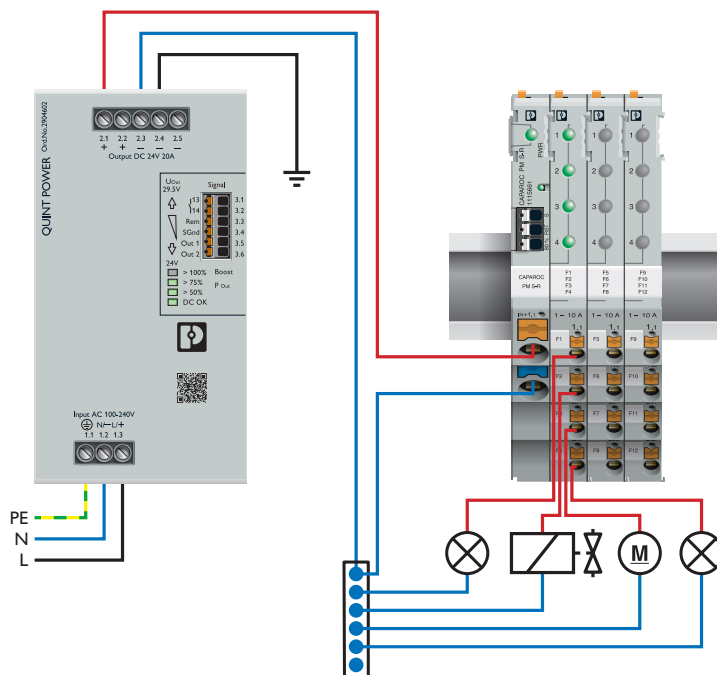 QUINT POWER
Ord.No.2904602
2.1 2.2 2.3 2.4 2.5
+ + – – –
Output DC 24V 20A
UOut
29.5V
Signal
13
14
Rem
SGnd
Out 1
Out 2
3.1
3.2
3.3
3.4
3.5
3.6
24V
> 100%
> 75%
> 50%
DC OK
Boost
P Out
Input AC 100-240V
N/– L/+
1.1 1.2 1.3
PE
N
L
PWR
CAPAROC PM S-R
1115661
1
2
3
4
1
2
3
4
1
2
3
4
CAPAROC
PM S-R
F1
F2
F3
F4
F5
F6
F7
F8
F9
F10
F11
F12
1 – 10 A
1 – 10 A
1 – 10 A
F1
F5
F9
F2
F6
F10
F7
F11
F12
M